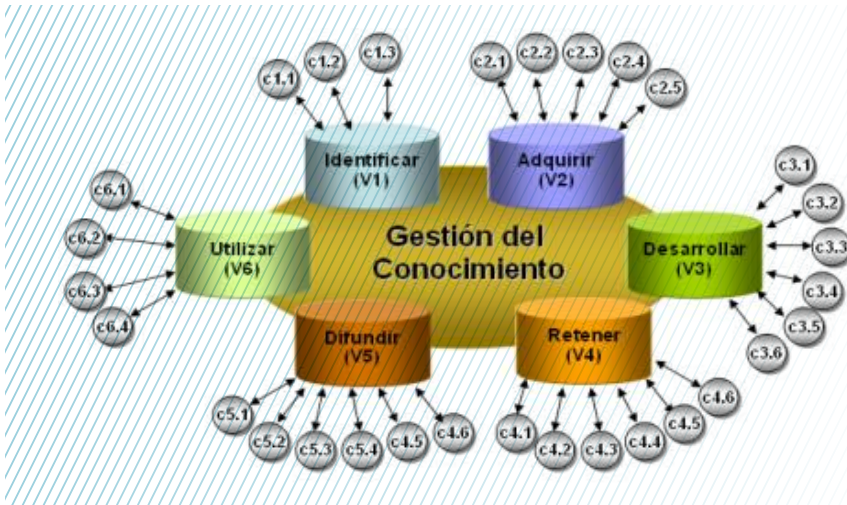 c1.1
c1.2
c1.3
c2.1
c2.2
c2.3
c2.4
c2.5
Identificar
(V1)
Adquirir
(V2)
c3.1
c3.2
c3.3
c3.4
c3.5
c3.6
c6.1
c6.2
c6.3
c6.4
Utilizar
(V6)
Gestión del
Conocimiento
Desarrollar
(V3)
Difundir
(V5)
Retener
(V4)
c5.1
c5.2
c5.3
c5.4
c4.5
c4.6
c4.1
c4.2
c4.3
c4.4
c4.5
c4.6